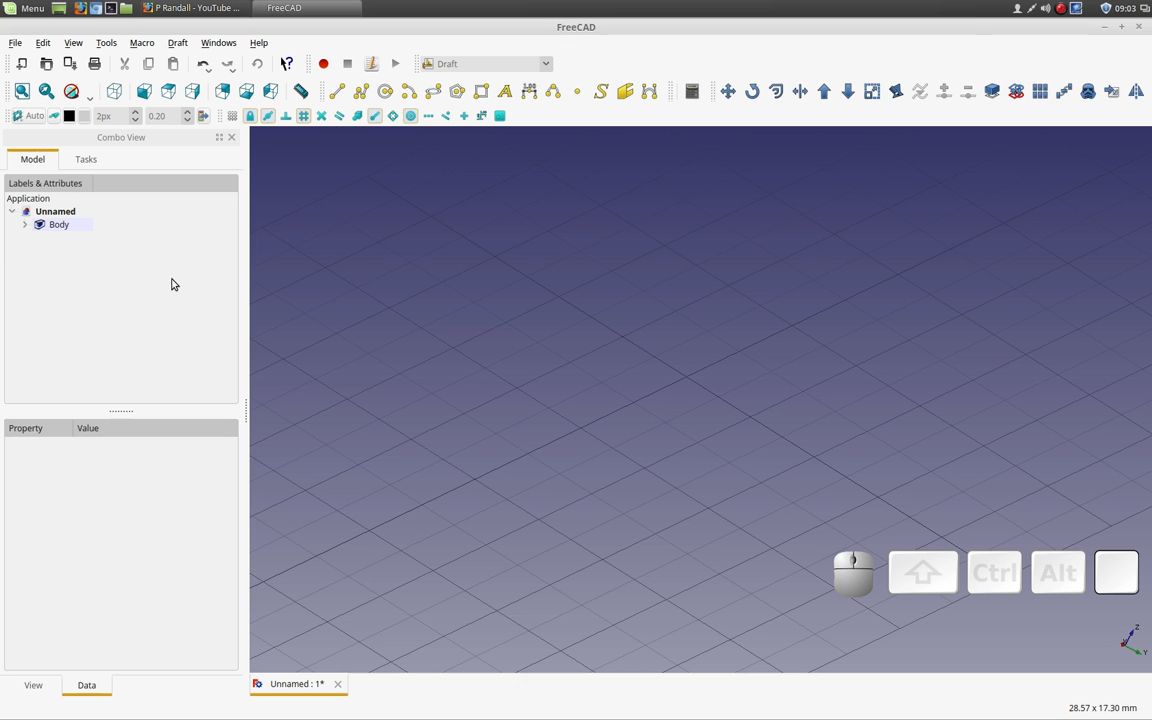 Menu P Randall - YouTube ... FreeCAD 09:03
FreeCAD
File Edit View Tools Macro Draft Windows Help
Draft
Auto 2px 0.20
Combo View
Model Tasks
Labels & Attributes
Application
Unnamed
Body
Property Value
Ctrl Alt
Z
Y
View Data Unnamed : 1*
28.57 x 17.30 mm